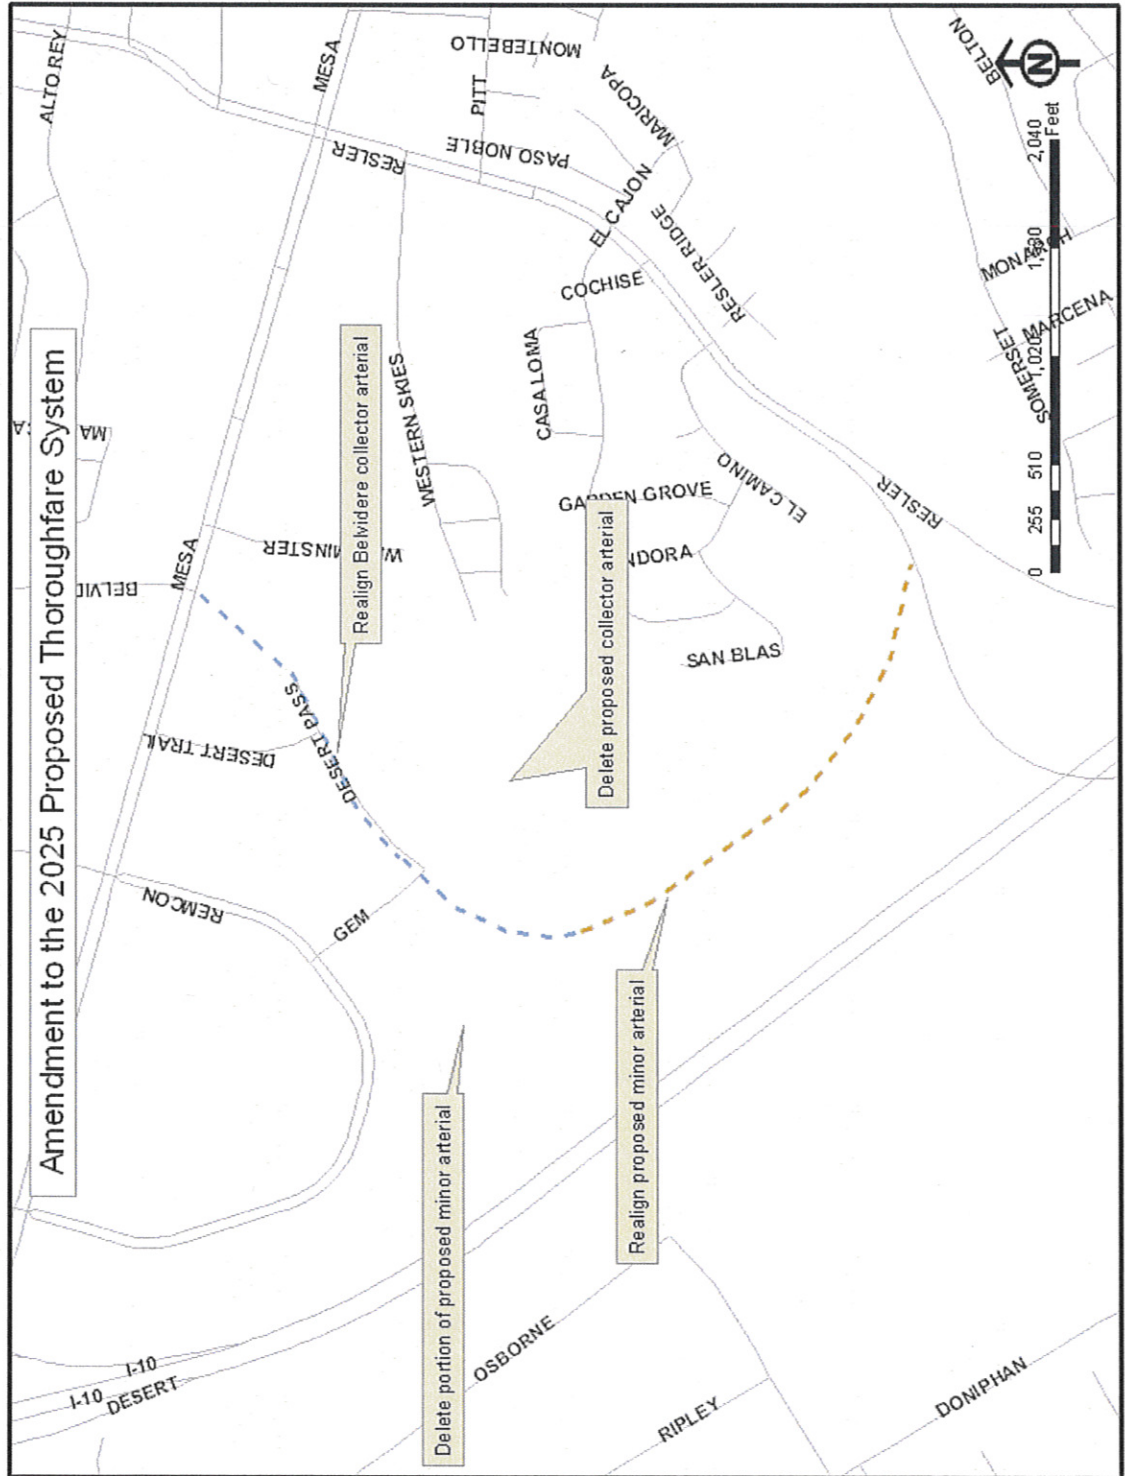 Amendment to the 2025 Proposed Thoroughfare System
ALTO REY
MESA
MONTEBELLO
PITT
MARICOPA
BELTON
N
RESLER
PASO NOBLE
EL CAJON
RESLER RIDGE
COCHISE
CASA LOMA
WESTERN SKIES
Realign Belvidere collector arterial
MESA
DESERT PASS
DESERT TRAIL
REMCON
GEM
GARDEN GROVE
EL CAMINO
SAN BLAS
RESLER
Delete proposed collector arterial
Delete portion of proposed minor arterial
Realign proposed minor arterial
MONARCH
MARCENA
SOMERSET
0 255 510 1,020 1,530 2,040
Feet
I-10
I-10
DESERT
OSBORNE
RIPLEY
DONIPHAN